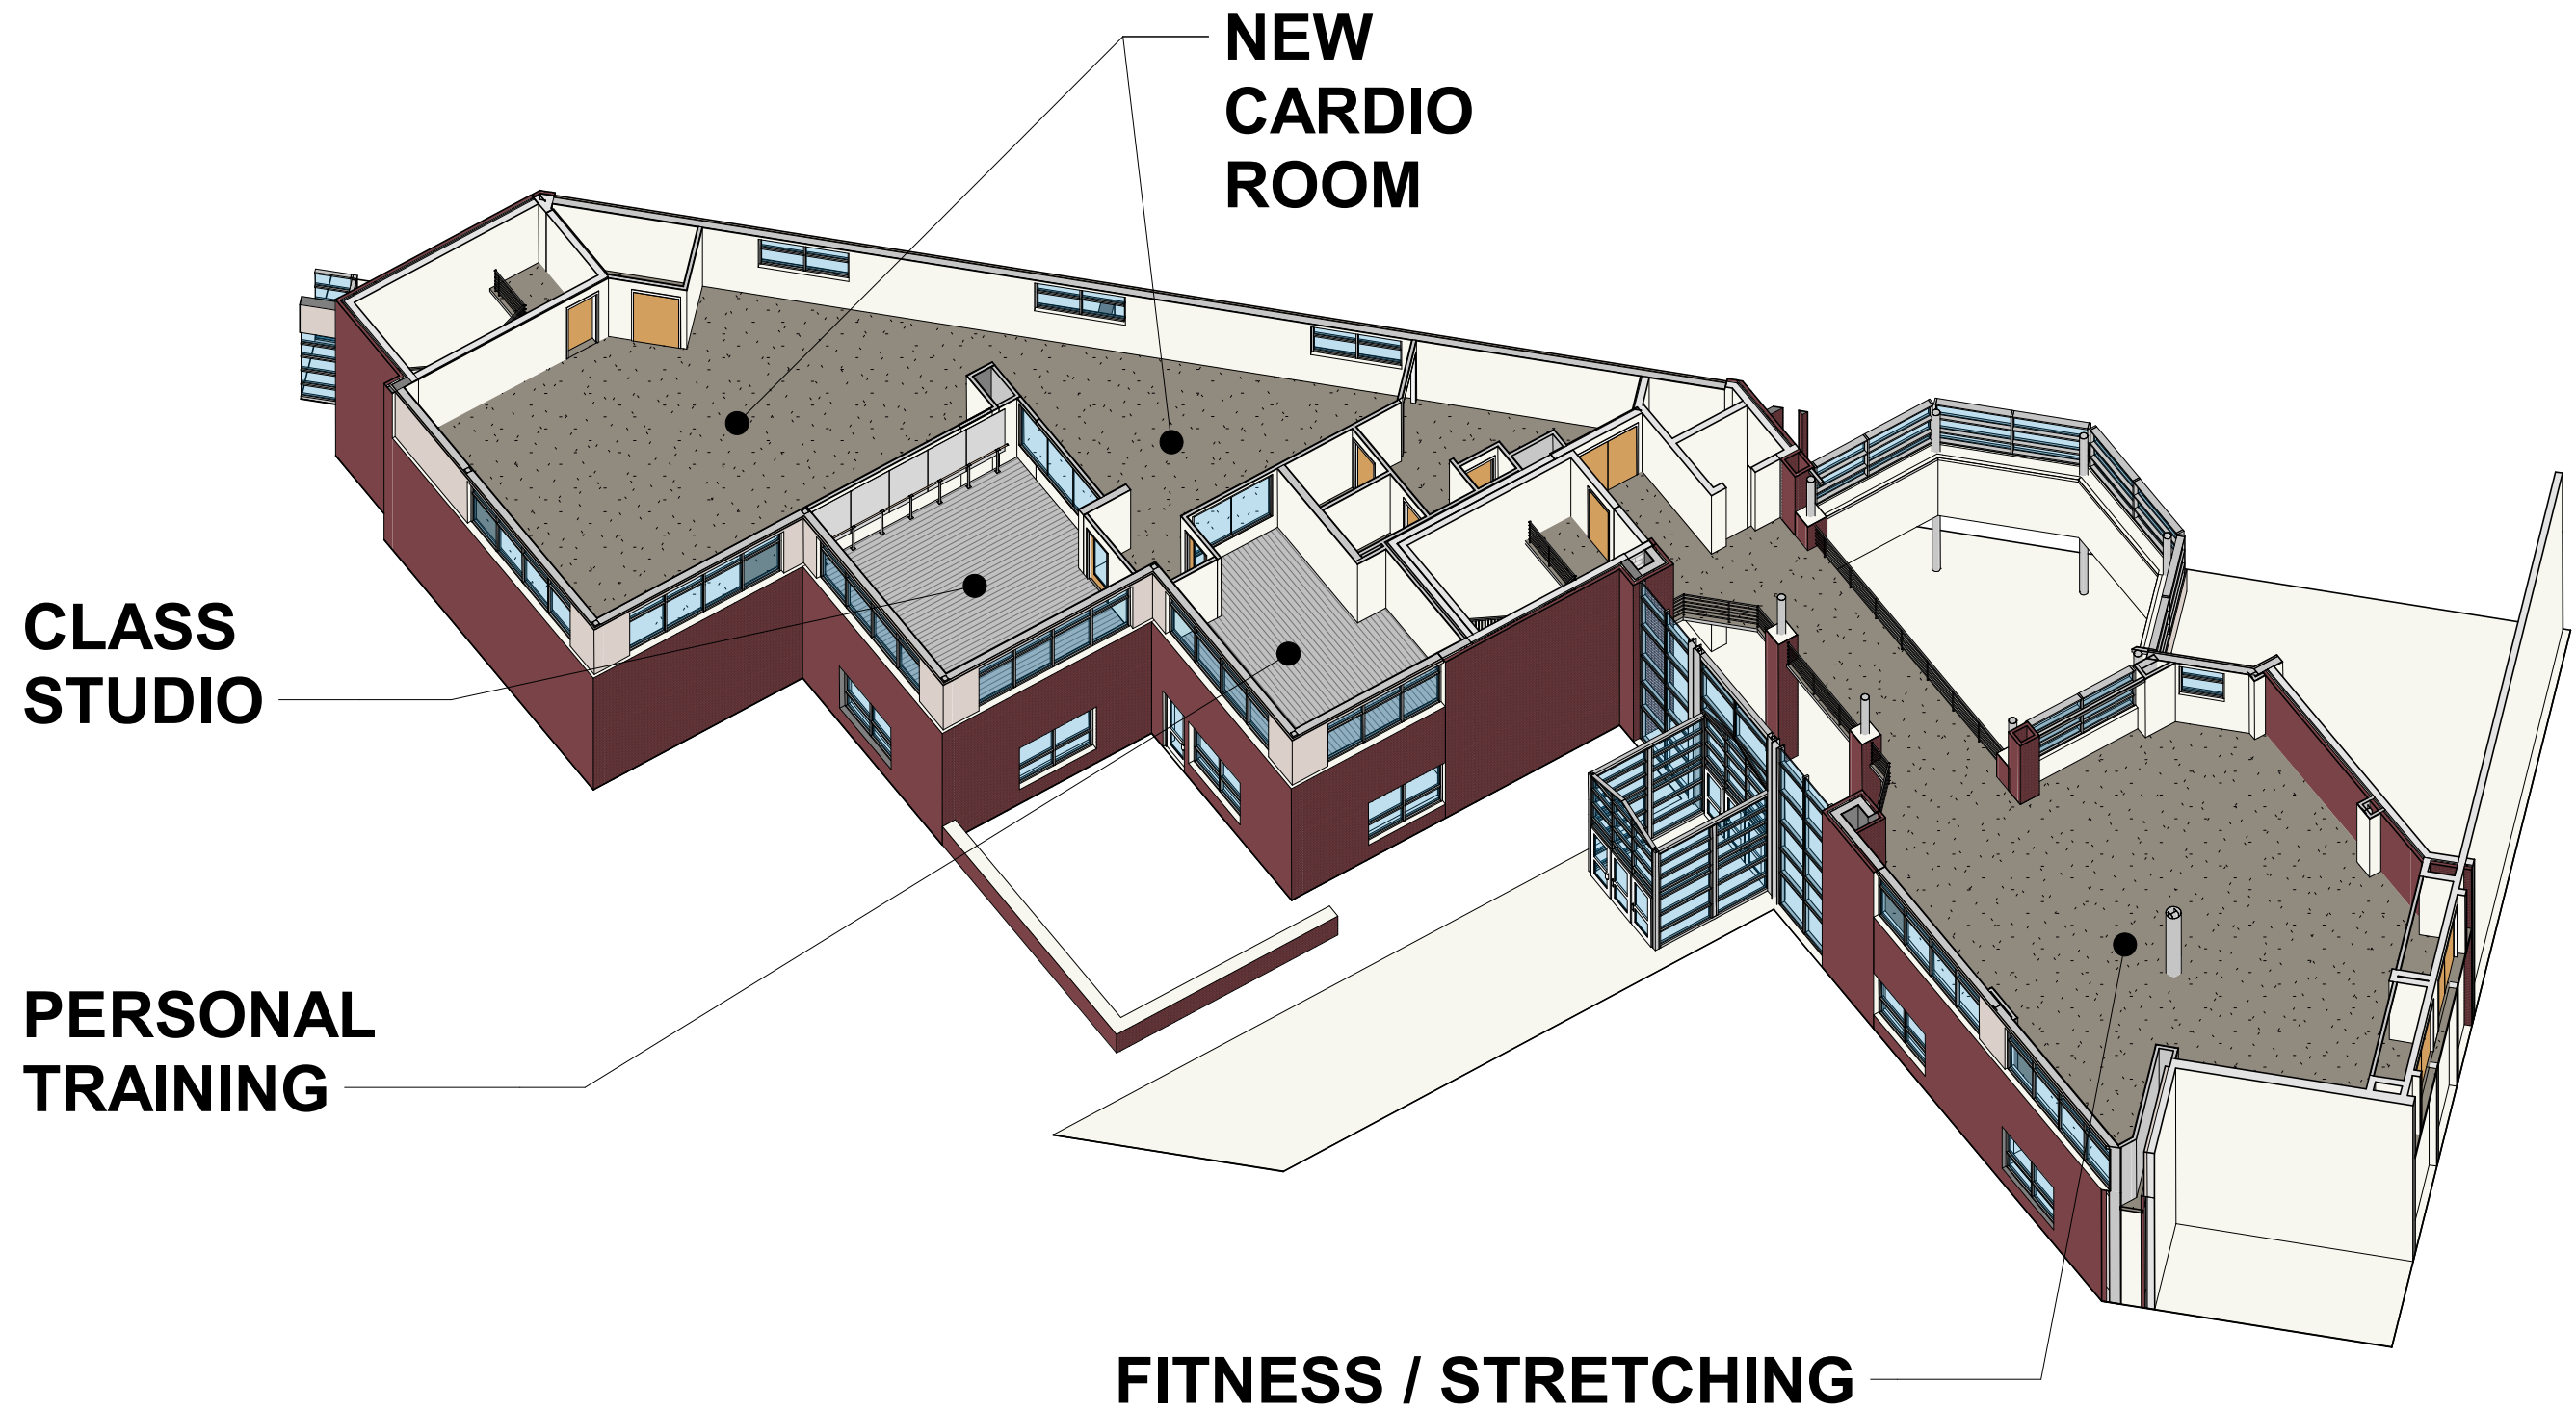 NEW
CARDIO
ROOM
CLASS
STUDIO
PERSONAL
TRAINING
FITNESS / STRETCHING